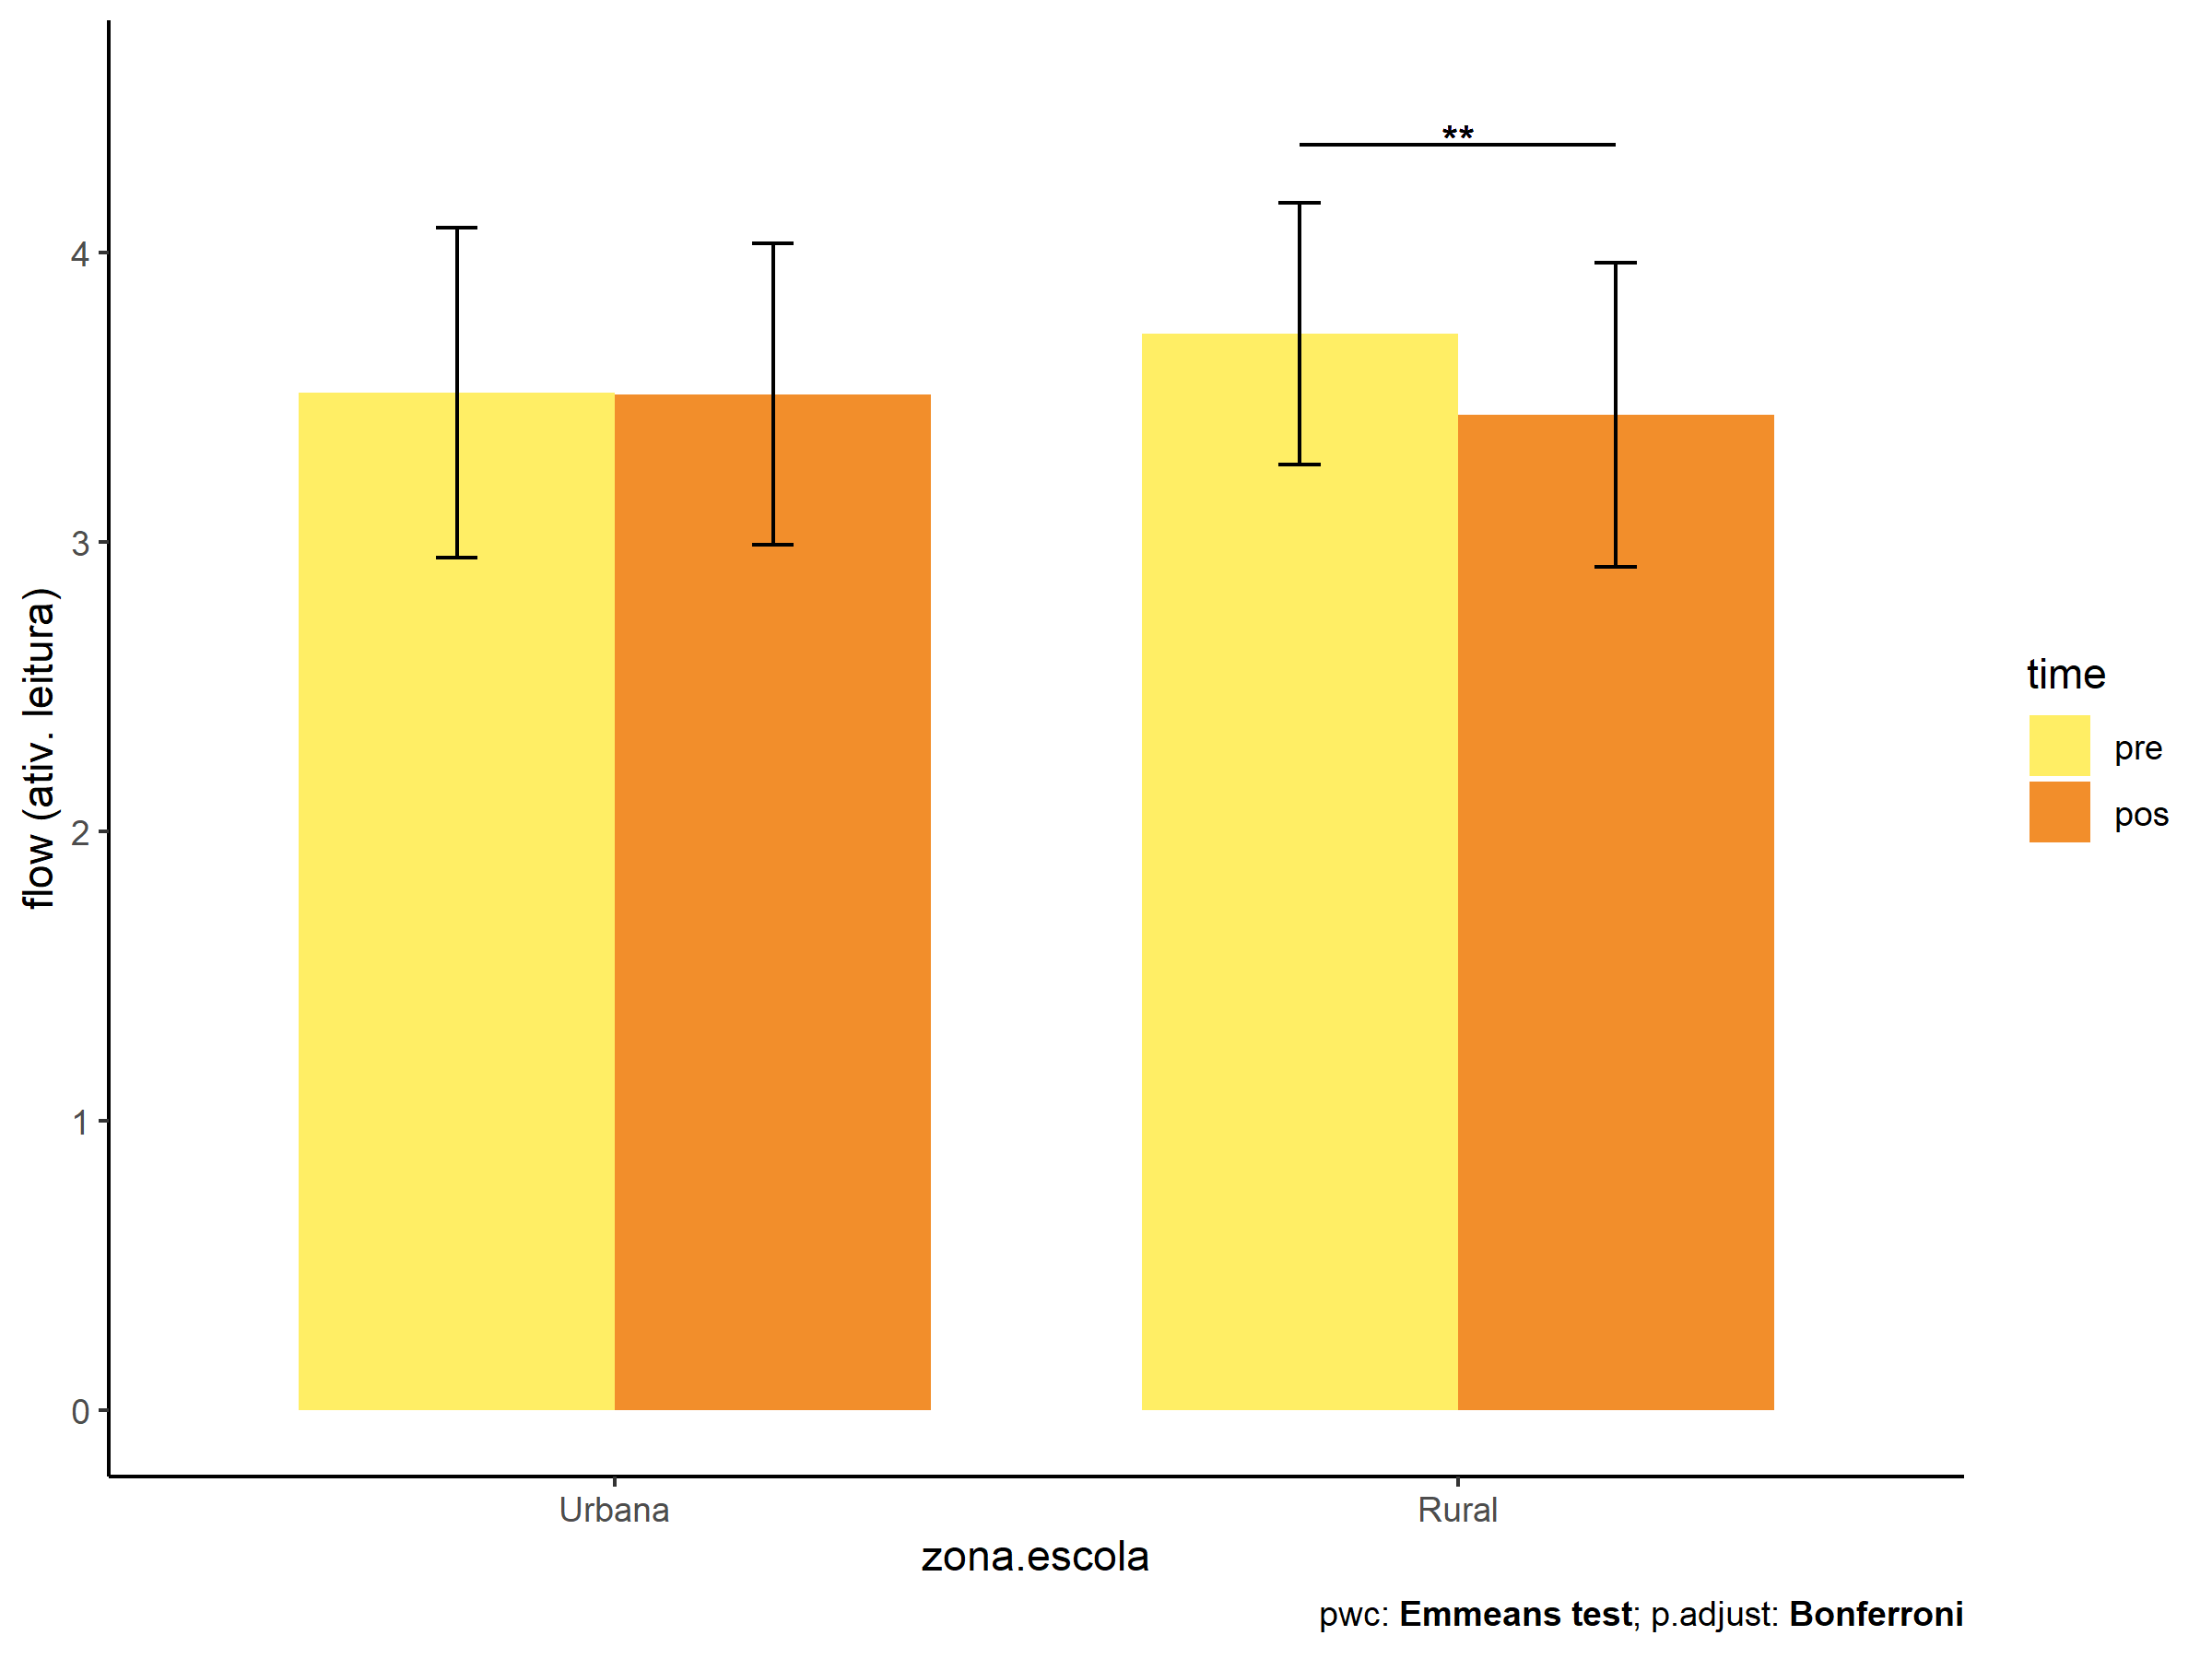 **
4
3
2
1
0
flow (ativ. leitura)
Urbana
Rural
zona.escola
time
pre
pos
pwc: Emmeans test; p.adjust: Bonferroni